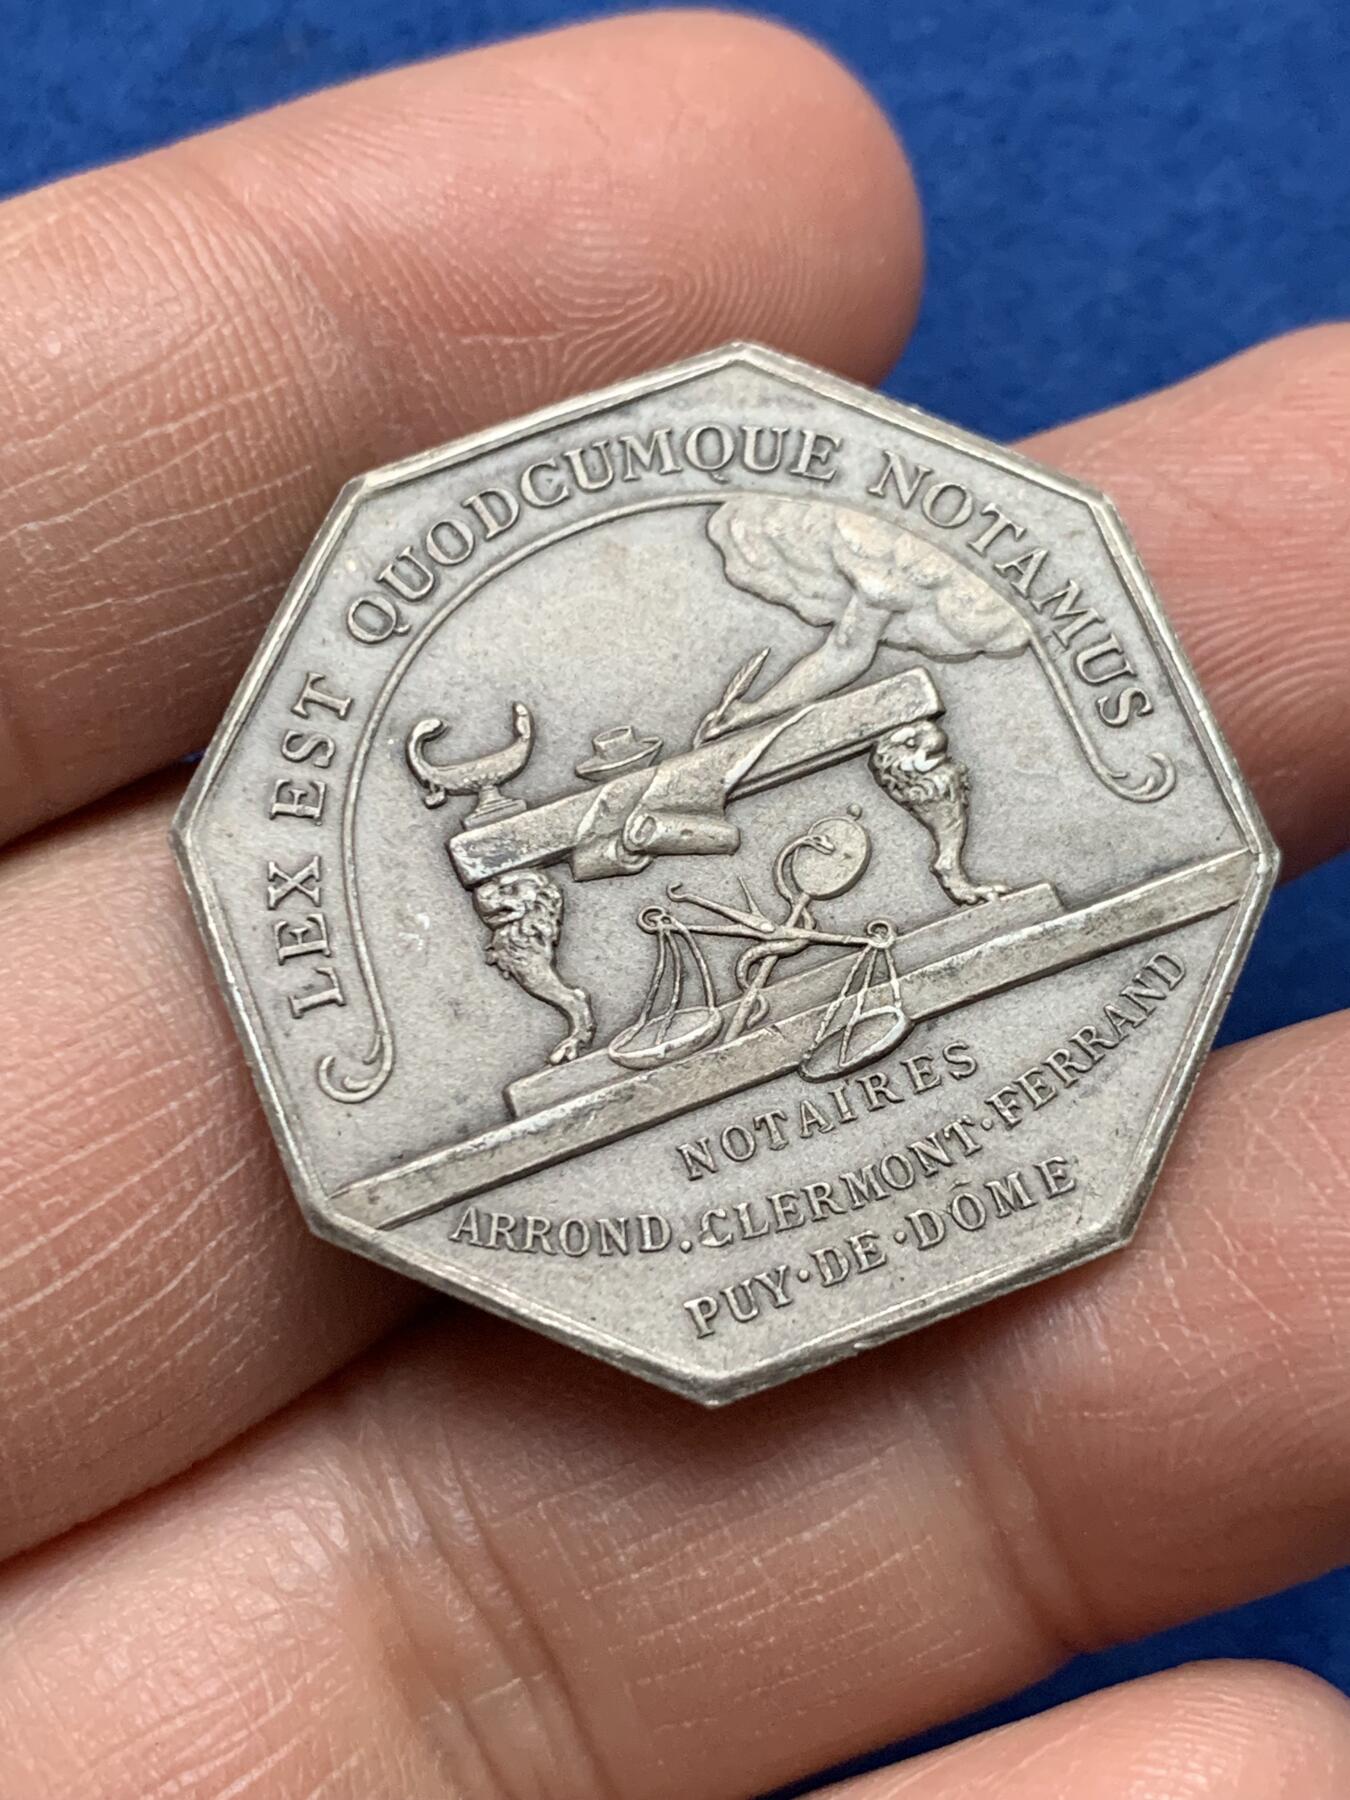 LEX EST QUODCUMQUE NOTAMUS
NOTAIRES
ARROND. CLERMONT·FERRAND
PUY·DE·DÔME